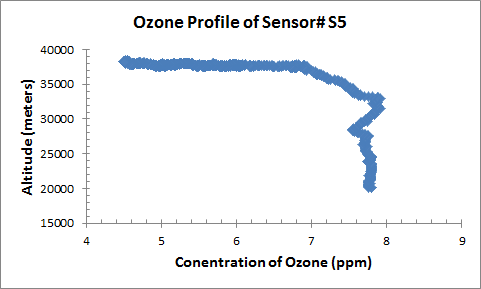 Ozone Profile of Sensor# S5
Altitude (meters)
40000
35000
30000
25000
20000
15000
4 5 6 7 8 9
Conentration of Ozone (ppm)